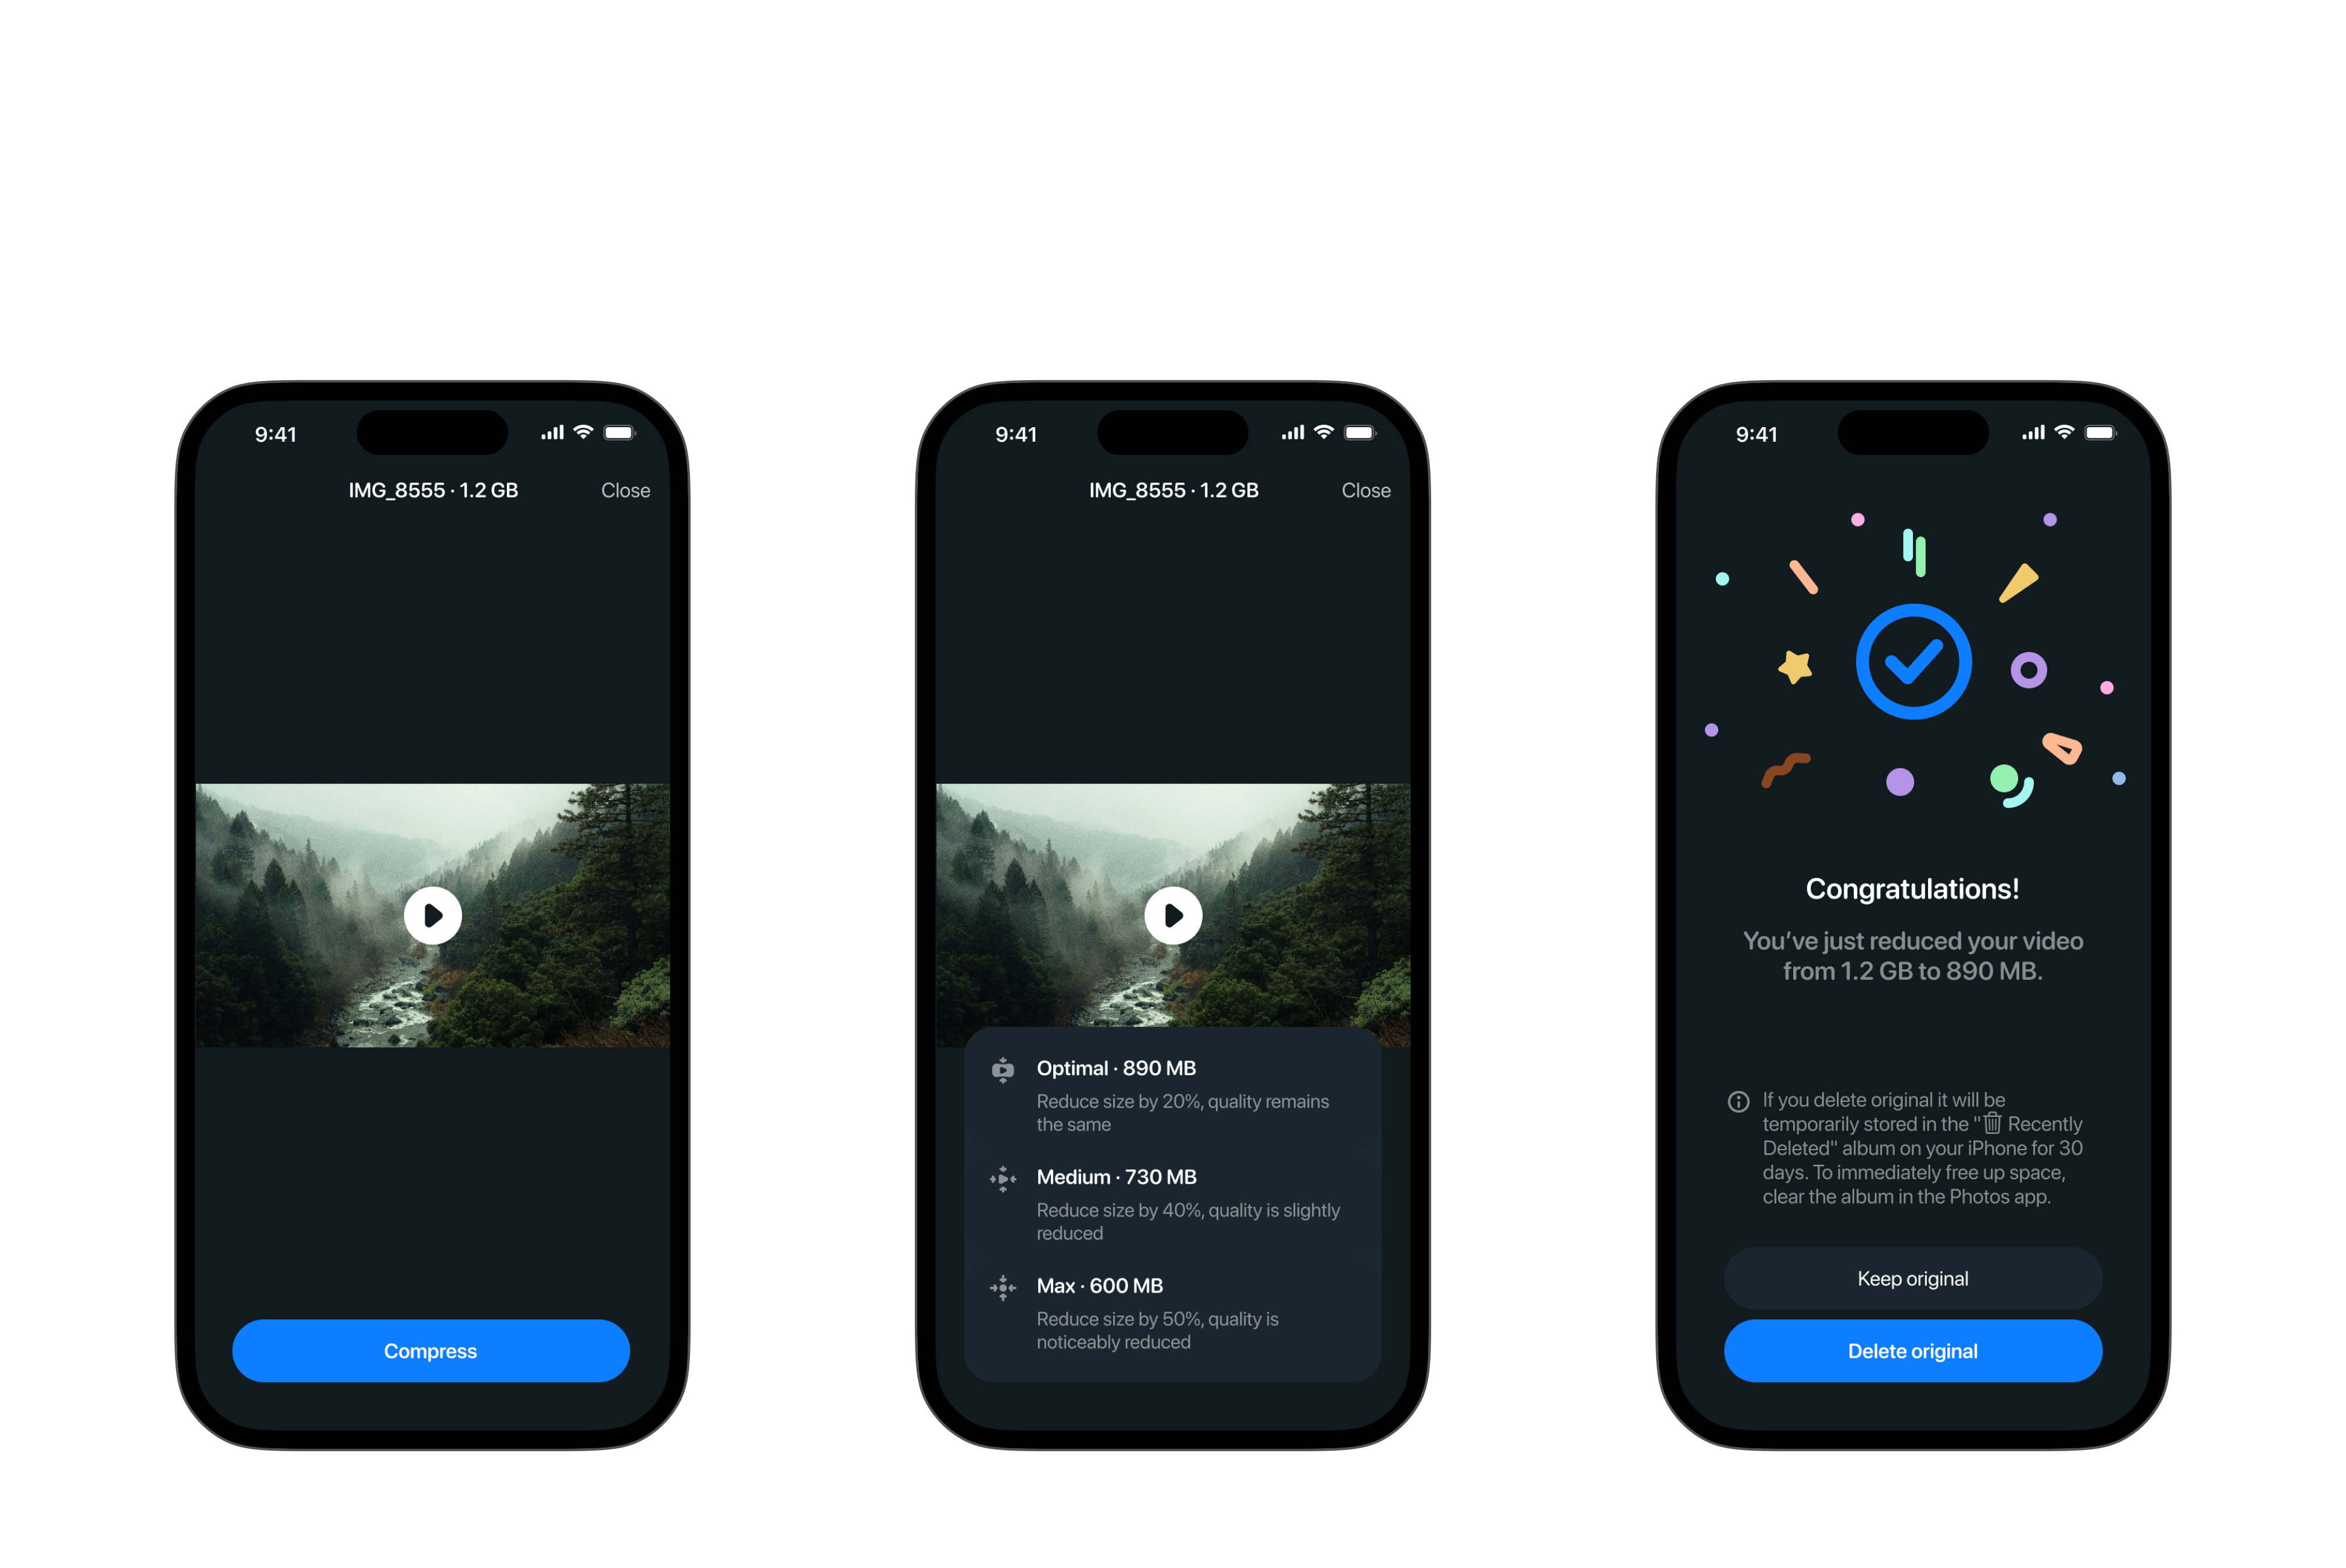 9:41
IMG_8555 · 1.2 GB
Close
Compress
9:41
IMG_8555 · 1.2 GB
Close
Optimal · 890 MB
Reduce size by 20%, quality remains
the same
Medium · 730 MB
Reduce size by 40%, quality is slightly
reduced
Max · 600 MB
Reduce size by 50%, quality is
noticeably reduced
9:41
Congratulations!
You’ve just reduced your video
from 1.2 GB to 890 MB.
If you delete original it will be
temporarily stored in the " Recently
Deleted" album on your iPhone for 30
days. To immediately free up space,
clear the album in the Photos app.
Keep original
Delete original